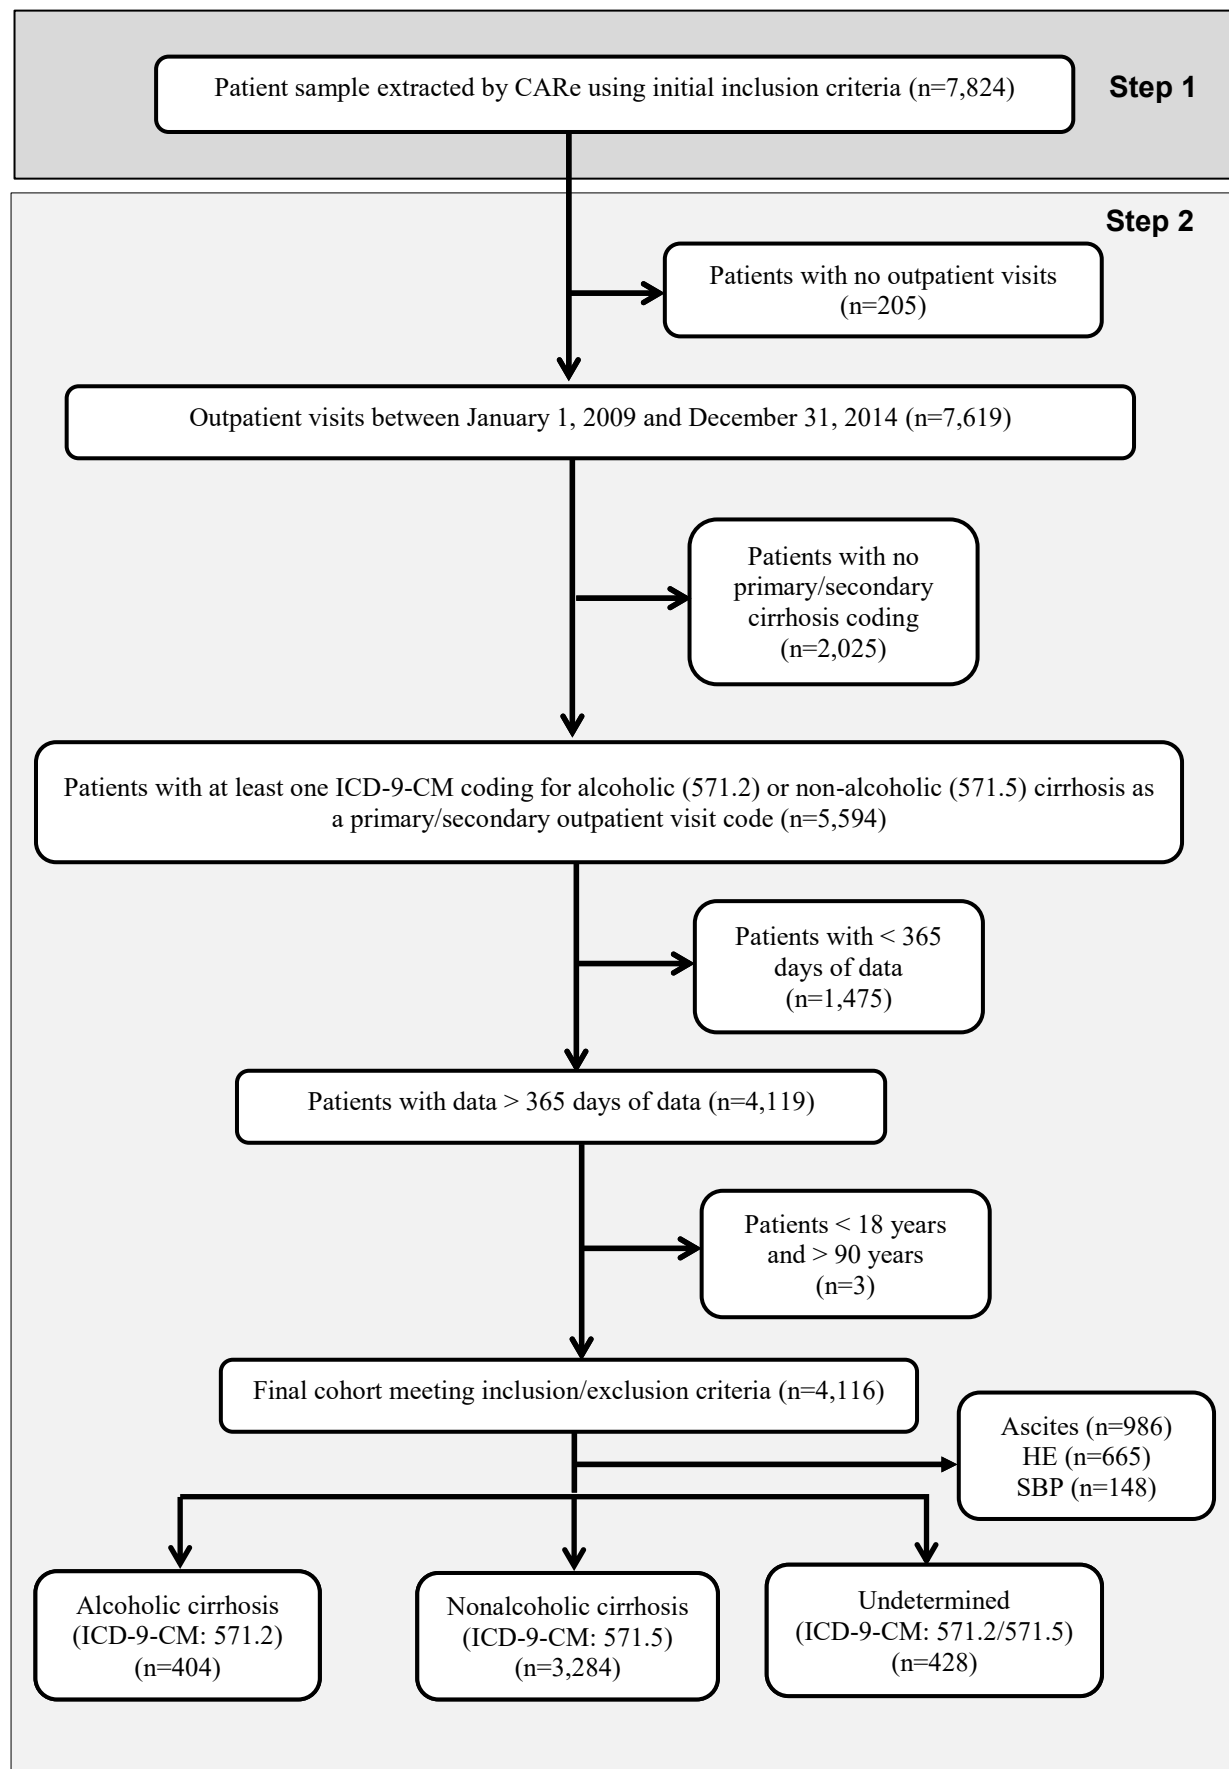 Patient sample extracted by CARe using initial inclusion criteria (n=7,824)
Step 1
Step 2
Patients with no outpatient visits
(n=205)
Outpatient visits between January 1, 2009 and December 31, 2014 (n=7,619)
Patients with no
primary/secondary
cirrhosis coding
(n=2,025)
Patients with at least one ICD-9-CM coding for alcoholic (571.2) or non-alcoholic (571.5) cirrhosis as
a primary/secondary outpatient visit code (n=5,594)
Patients with < 365
days of data
(n=1,475)
Patients with data > 365 days of data (n=4,119)
Patients < 18 years
and > 90 years
(n=3)
Final cohort meeting inclusion/exclusion criteria (n=4,116)
Ascites (n=986)
HE (n=665)
SBP (n=148)
Alcoholic cirrhosis
(ICD-9-CM: 571.2)
(n=404)
Nonalcoholic cirrhosis
(ICD-9-CM: 571.5)
(n=3,284)
Undetermined
(ICD-9-CM: 571.2/571.5)
(n=428)